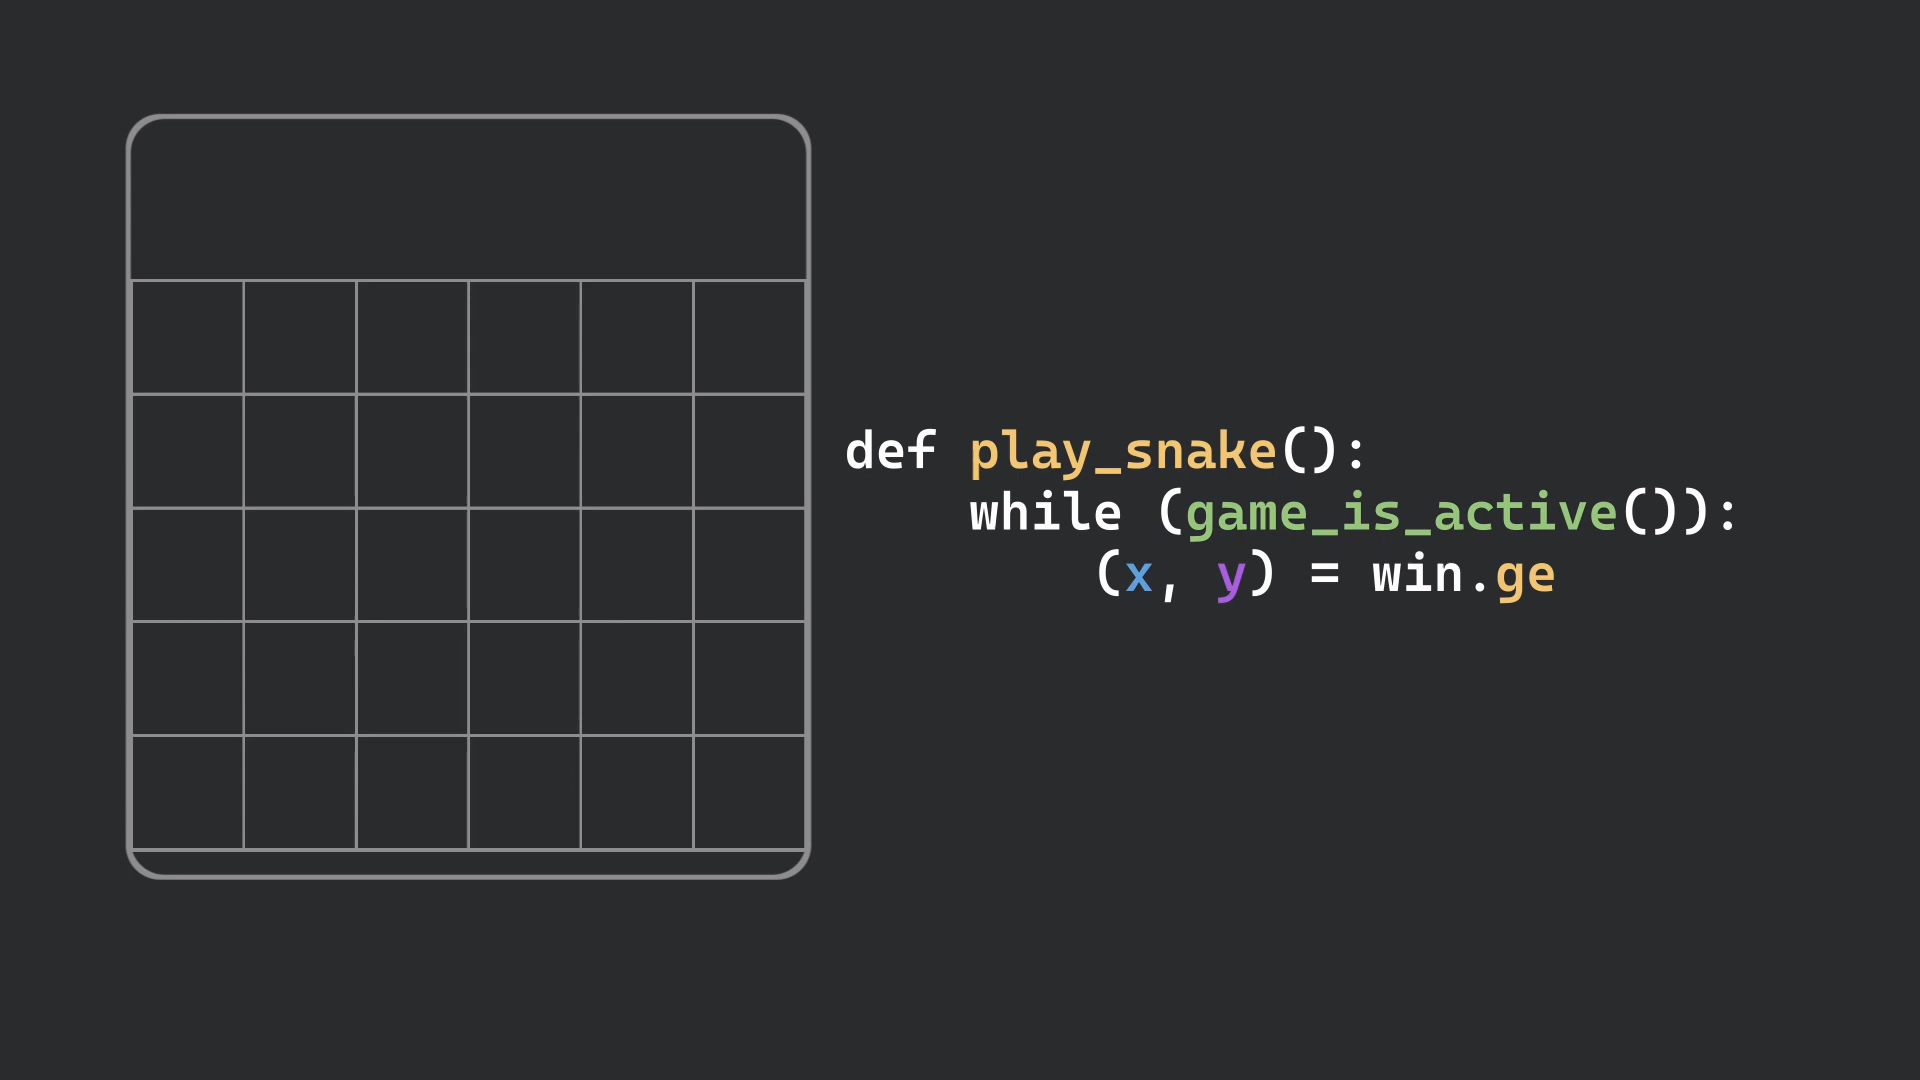 def play_snake():
    while (game_is_active()):
        (x, y) = win.ge